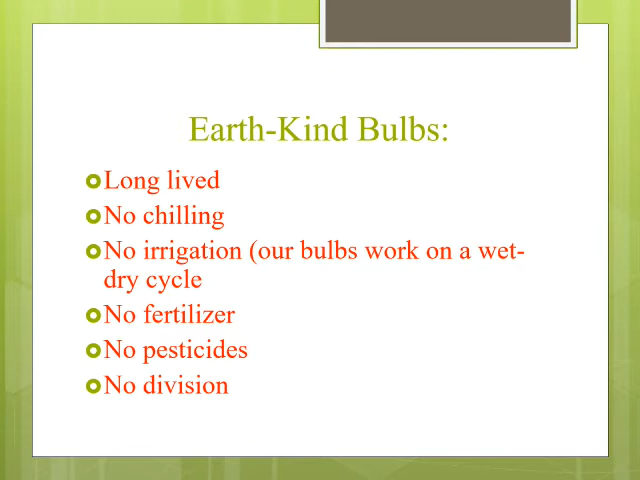 Earth-Kind Bulbs:
Long lived
No chilling
No irrigation (our bulbs work on a wet-
dry cycle
No fertilizer
No pesticides
No division